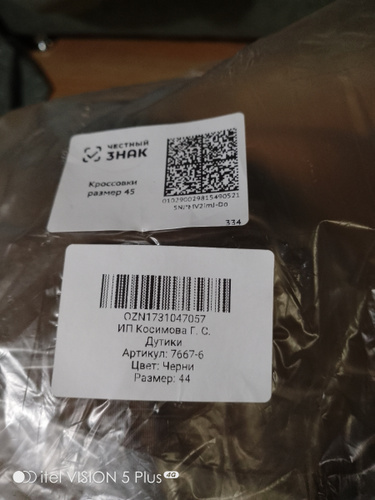 ЧЕСТНЫЙ
ЗНАК
Кроссовки
размер 45
334
OZN1731047057
ИП Косимова Г. С.
Дутики
Артикул: 7667-6
Цвет: Черни
Размер: 44
itel VISION 5 Plus 4G